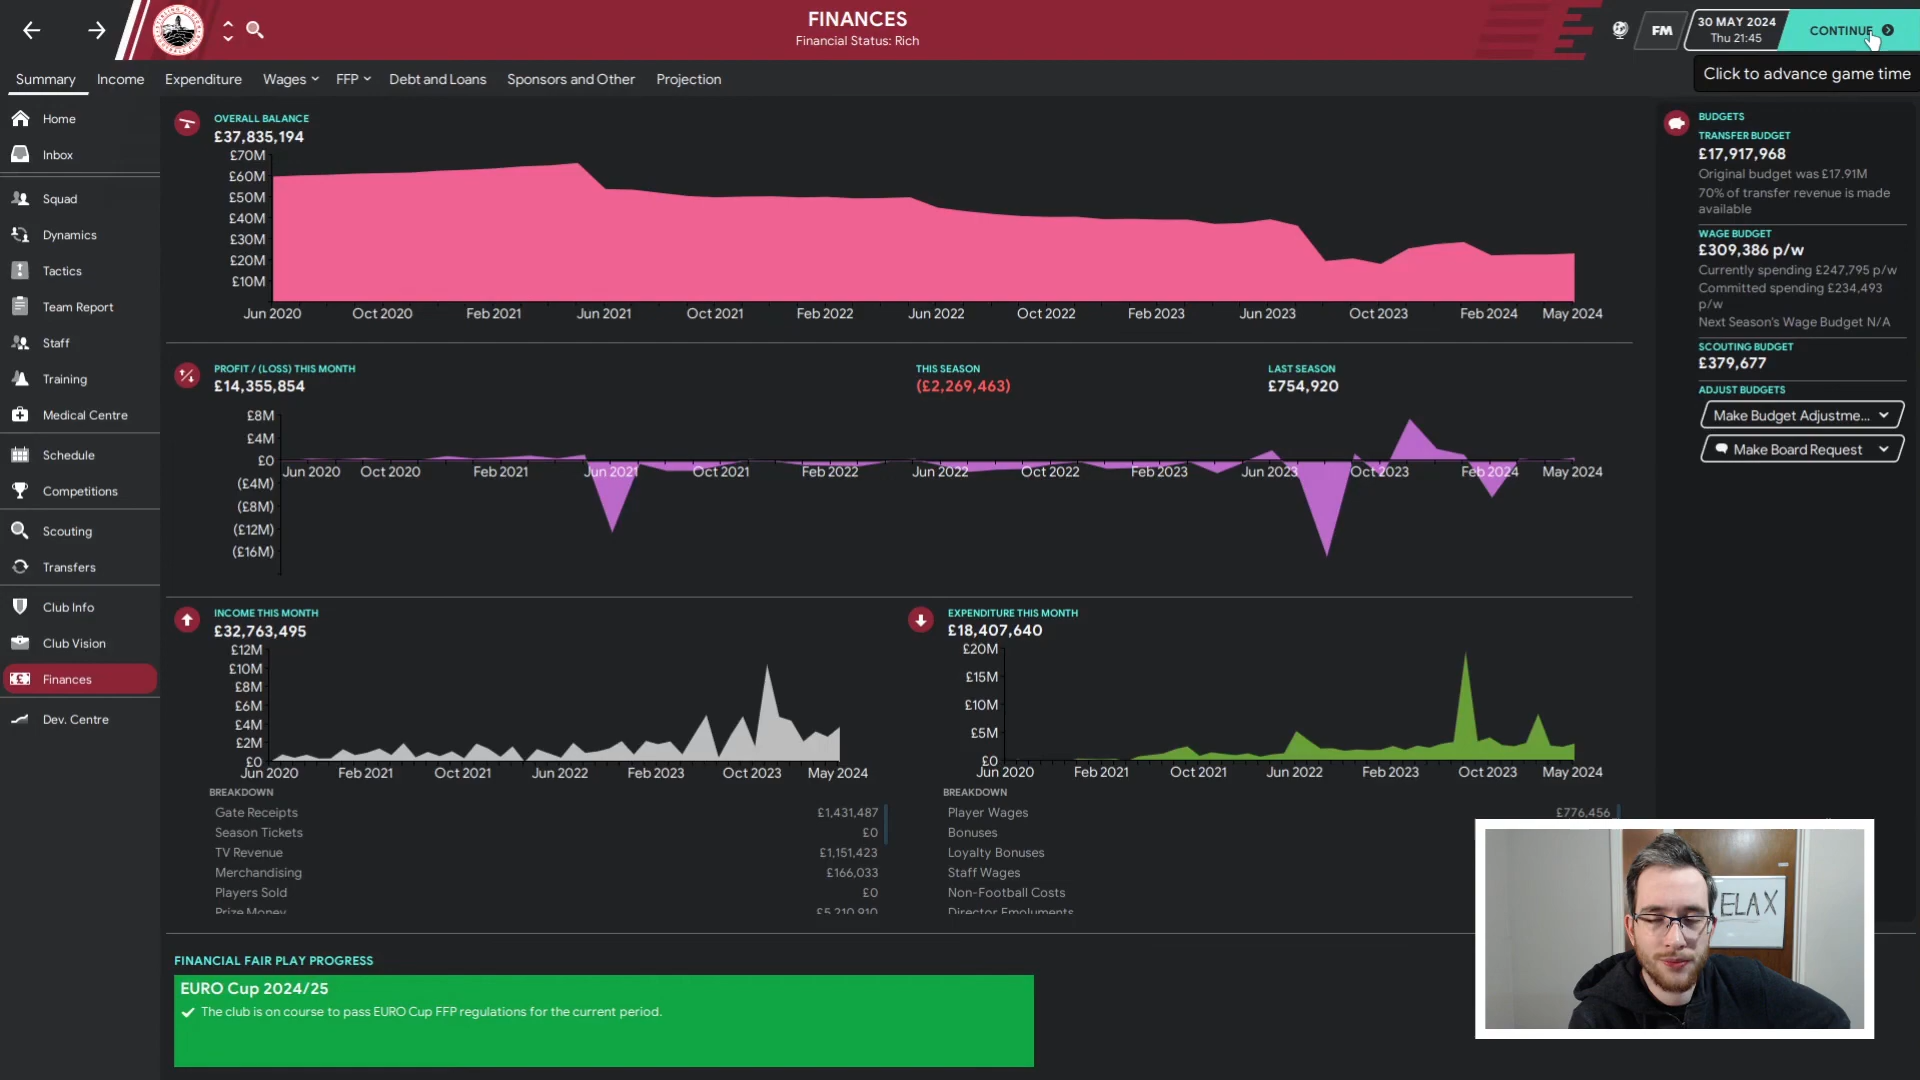 FINANCES
Financial Status: Rich
FM
30 MAY 2024
Thu 21:45
CONTINUE
Click to advance game time
Summary
Income
Expenditure
Wages
FFP
Debt and Loans
Sponsors and Other
Projection
Home
Inbox
Squad
Dynamics
Tactics
Team Report
Staff
Training
Medical Centre
Schedule
Competitions
Scouting
Transfers
Club Info
Club Vision
Finances
Dev. Centre
OVERALL BALANCE
£37,835,194
£70M
£60M
£50M
£40M
£30M
£20M
£10M
Jun 2020 Oct 2020 Feb 2021 Jun 2021 Oct 2021 Feb 2022 Jun 2022 Oct 2022 Feb 2023 Jun 2023 Oct 2023 Feb 2024 May 2024
PROFIT / (LOSS) THIS MONTH
£14,355,854
THIS SEASON
(£2,269,463)
LAST SEASON
£754,920
£8M
£4M
£0
(£4M)
(£8M)
(£12M)
(£16M)
Jun 2020 Oct 2020 Feb 2021 Jun 2021 Oct 2021 Feb 2022 Jun 2022 Oct 2022 Feb 2023 Jun 2023 Oct 2023 Feb 2024 May 2024
INCOME THIS MONTH
£32,763,495
£12M
£10M
£8M
£6M
£4M
£2M
£0
Jun 2020 Feb 2021 Oct 2021 Jun 2022 Feb 2023 Oct 2023 May 2024
BREAKDOWN
Gate Receipts £1,431,487
Season Tickets £0
TV Revenue £1,151,423
Merchandising £166,033
Players Sold £0
Prize Money £5,210,910
EXPENDITURE THIS MONTH
£18,407,640
£20M
£15M
£10M
£5M
£0
Jun 2020 Feb 2021 Oct 2021 Jun 2022 Feb 2023 Oct 2023 May 2024
BREAKDOWN
Player Wages £776,456
Bonuses
Loyalty Bonuses
Staff Wages
Non-Football Costs
Director Emoluments
FINANCIAL FAIR PLAY PROGRESS
EURO Cup 2024/25
The club is on course to pass EURO Cup FFP regulations for the current period.
BUDGETS
TRANSFER BUDGET
£17,917,968
Original budget was £17.91M
70% of transfer revenue is made
available
WAGE BUDGET
£309,386 p/w
Currently spending £247,795 p/w
Committed spending £234,493
p/w
Next Season's Wage Budget N/A
SCOUTING BUDGET
£379,677
ADJUST BUDGETS
Make Budget Adjustme...
Make Board Request
ELAX